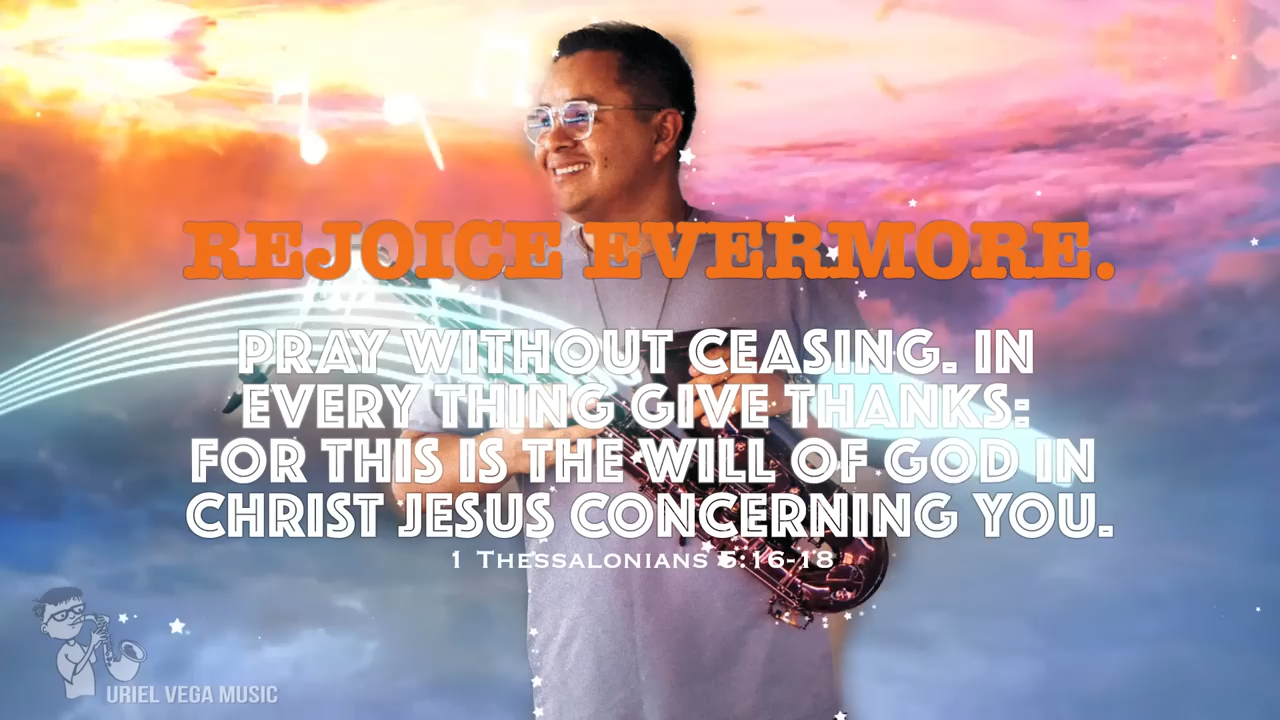 REJOICE EVERMORE.
PRAY WITHOUT CEASING. IN
EVERY THING GIVE THANKS:
FOR THIS IS THE WILL OF GOD IN
CHRIST JESUS CONCERNING YOU.
1 Thessalonians 5:16-18
URIEL VEGA MUSIC